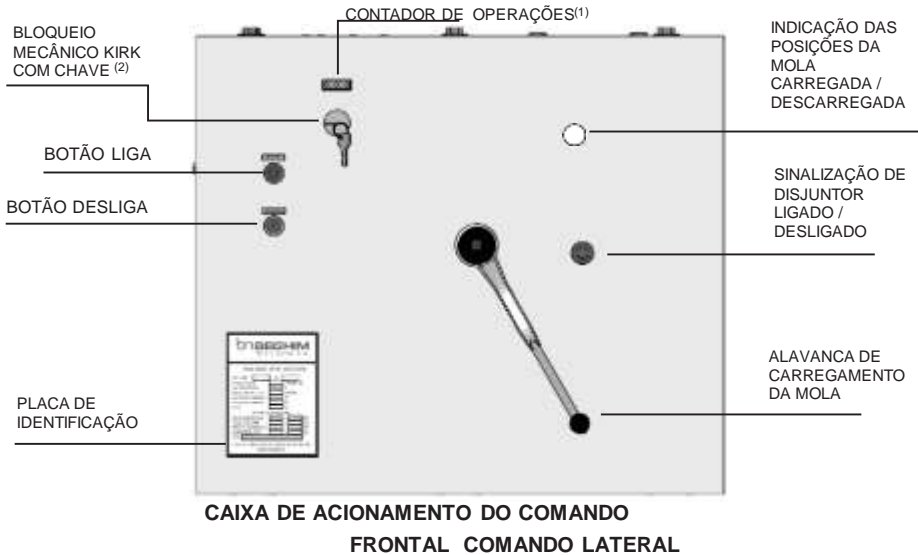 CONTADOR DE OPERAÇÕES(1)
BLOQUEIO
MECÂNICO KIRK
COM CHAVE (2)
BOTÃO LIGA
BOTÃO DESLIGA
PLACA DE
IDENTIFICAÇÃO
INDICAÇÃO DAS
POSIÇÕES DA
MOLA
CARREGADA /
DESCARREGADA
SINALIZAÇÃO DE
DISJUNTOR
LIGADO /
DESLIGADO
ALAVANCA DE
CARREGAMENTO
DA MOLA
BEGHIM
CAIXA DE ACIONAMENTO DO COMANDO
FRONTAL COMANDO LATERAL